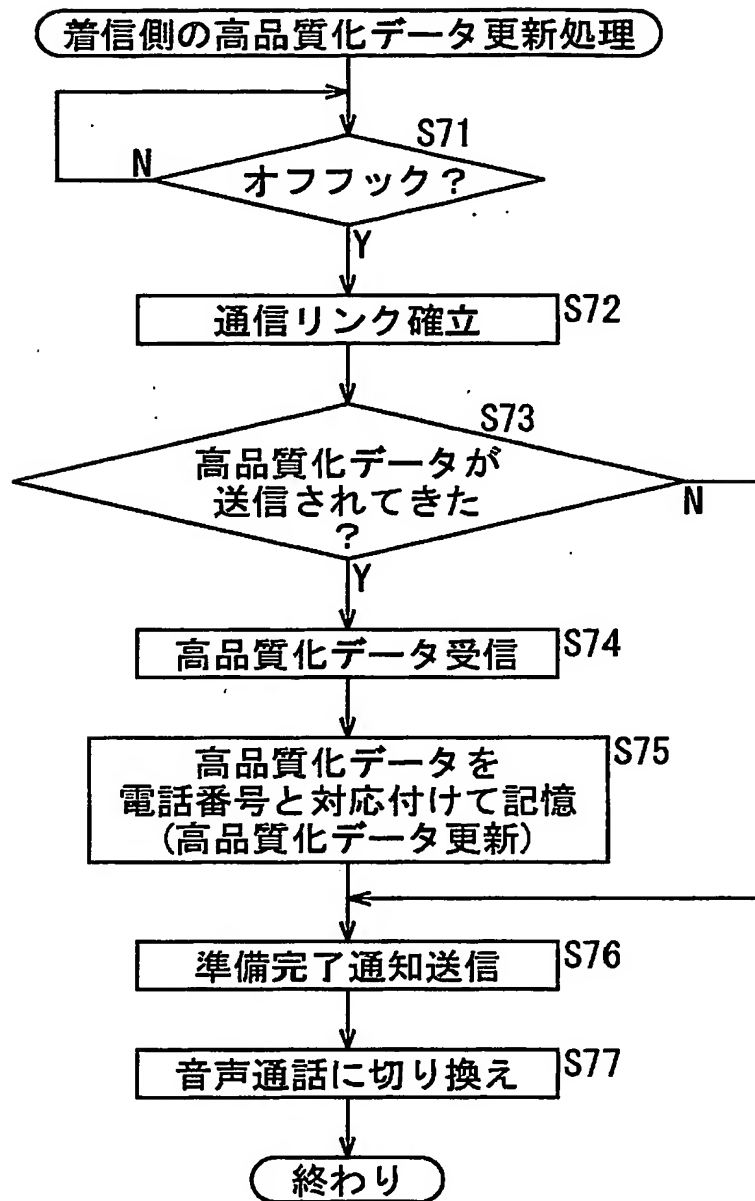 着信側の高品質化データ更新処理
S71
オフフック？
N
Y
通信リンク確立
S72
S73
高品質化データが
送信されてきた
？
N
Y
高品質化データ受信
S74
高品質化データを
電話番号と対応付けて記憶
(高品質化データ更新)
S75
準備完了通知送信
S76
音声通話に切り換え
S77
終わり